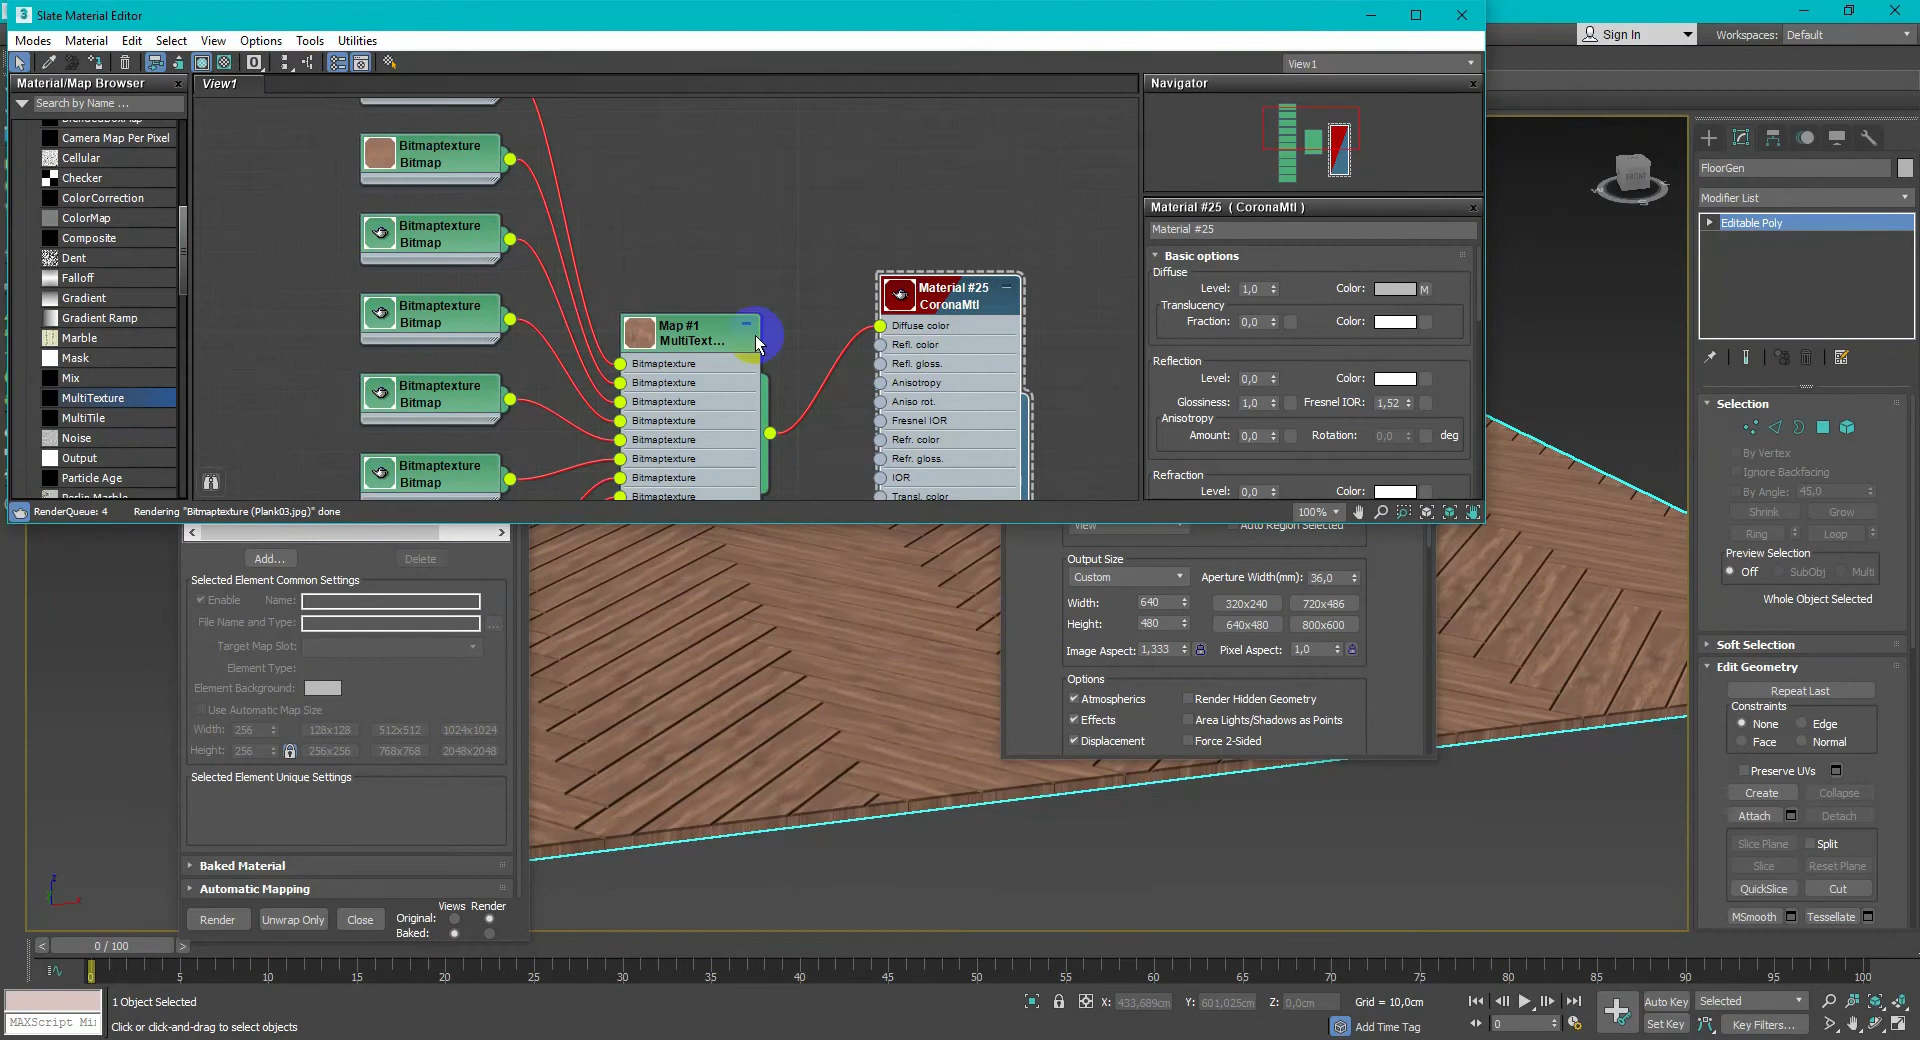 Slate Material Editor
Modes Material Edit Select View Options Tools Utilities
Sign In
Workspaces: Default
View1
Material/Map Browser
Search by Name ...
Camera Map Per Pixel
Cellular
Checker
ColorCorrection
ColorMap
Composite
Dent
Falloff
Gradient
Gradient Ramp
Marble
Mask
Mix
MultiTexture
MultiTile
Noise
Output
Particle Age
Perlin Marble
View1
Bitmaptexture
Bitmap
Bitmaptexture
Bitmap
Bitmaptexture
Bitmap
Bitmaptexture
Bitmap
Bitmaptexture
Bitmap
Map #1
MultiText...
Bitmaptexture
Bitmaptexture
Bitmaptexture
Bitmaptexture
Bitmaptexture
Bitmaptexture
Bitmaptexture
Bitmaptexture
Material #25
CoronaMtl
Diffuse color
Refl. color
Refl. gloss.
Anisotropy
Aniso rot.
Fresnel IOR
Refr. color
Refr. gloss.
IOR
Transl. color
Navigator
Material #25 ( CoronaMtl )
Material #25
Basic options
Diffuse
Level: 1,0 Color: M
Translucency
Fraction: 0,0 Color:
Reflection
Level: 0,0 Color:
Glossiness: 1,0 Fresnel IOR: 1,52
Anisotropy
Amount: 0,0 Rotation: 0,0 deg
Refraction
Level: 0,0 Color:
RenderQueue: 4 Rendering "Bitmaptexture (Plank03.jpg)" done
100%
Add... Delete
Selected Element Common Settings
Enable Name:
File Name and Type: ...
Target Map Slot:
Element Type:
Element Background:
Use Automatic Map Size
Width: 256 128x128 512x512 1024x1024
Height: 256 256x256 768x768 2048x2048
Selected Element Unique Settings
Baked Material
Automatic Mapping
Views Render
Render Unwrap Only Close Original:
Baked:
View Auto Region Selected
Output Size
Custom Aperture Width(mm): 36,0
Width: 640 320x240 720x486
Height: 480 640x480 800x600
Image Aspect: 1,333 Pixel Aspect: 1,0
Options
Atmospherics Render Hidden Geometry
Effects Area Lights/Shadows as Points
Displacement Force 2-Sided
FRONT
FloorGen
Modifier List
Editable Poly
Selection
By Vertex
Ignore Backfacing
By Angle: 45,0
Shrink Grow
Ring Loop
Preview Selection
Off SubObj Multi
Whole Object Selected
Soft Selection
Edit Geometry
Repeat Last
Constraints
None Edge
Face Normal
Preserve UVs
Create Collapse
Attach Detach
Slice Plane Split
Slice Reset Plane
QuickSlice Cut
MSmooth Tessellate
0 / 100
0 5 10 15 20 25 30 35 40 45 50 55 60 65 70 75 80 85 90 95 100
1 Object Selected
MAXScript Mi
Click or click-and-drag to select objects
X: 433,689cm Y: 601,025cm Z: 0,0cm Grid = 10,0cm
Add Time Tag
0
Auto Key Selected
Set Key Key Filters...